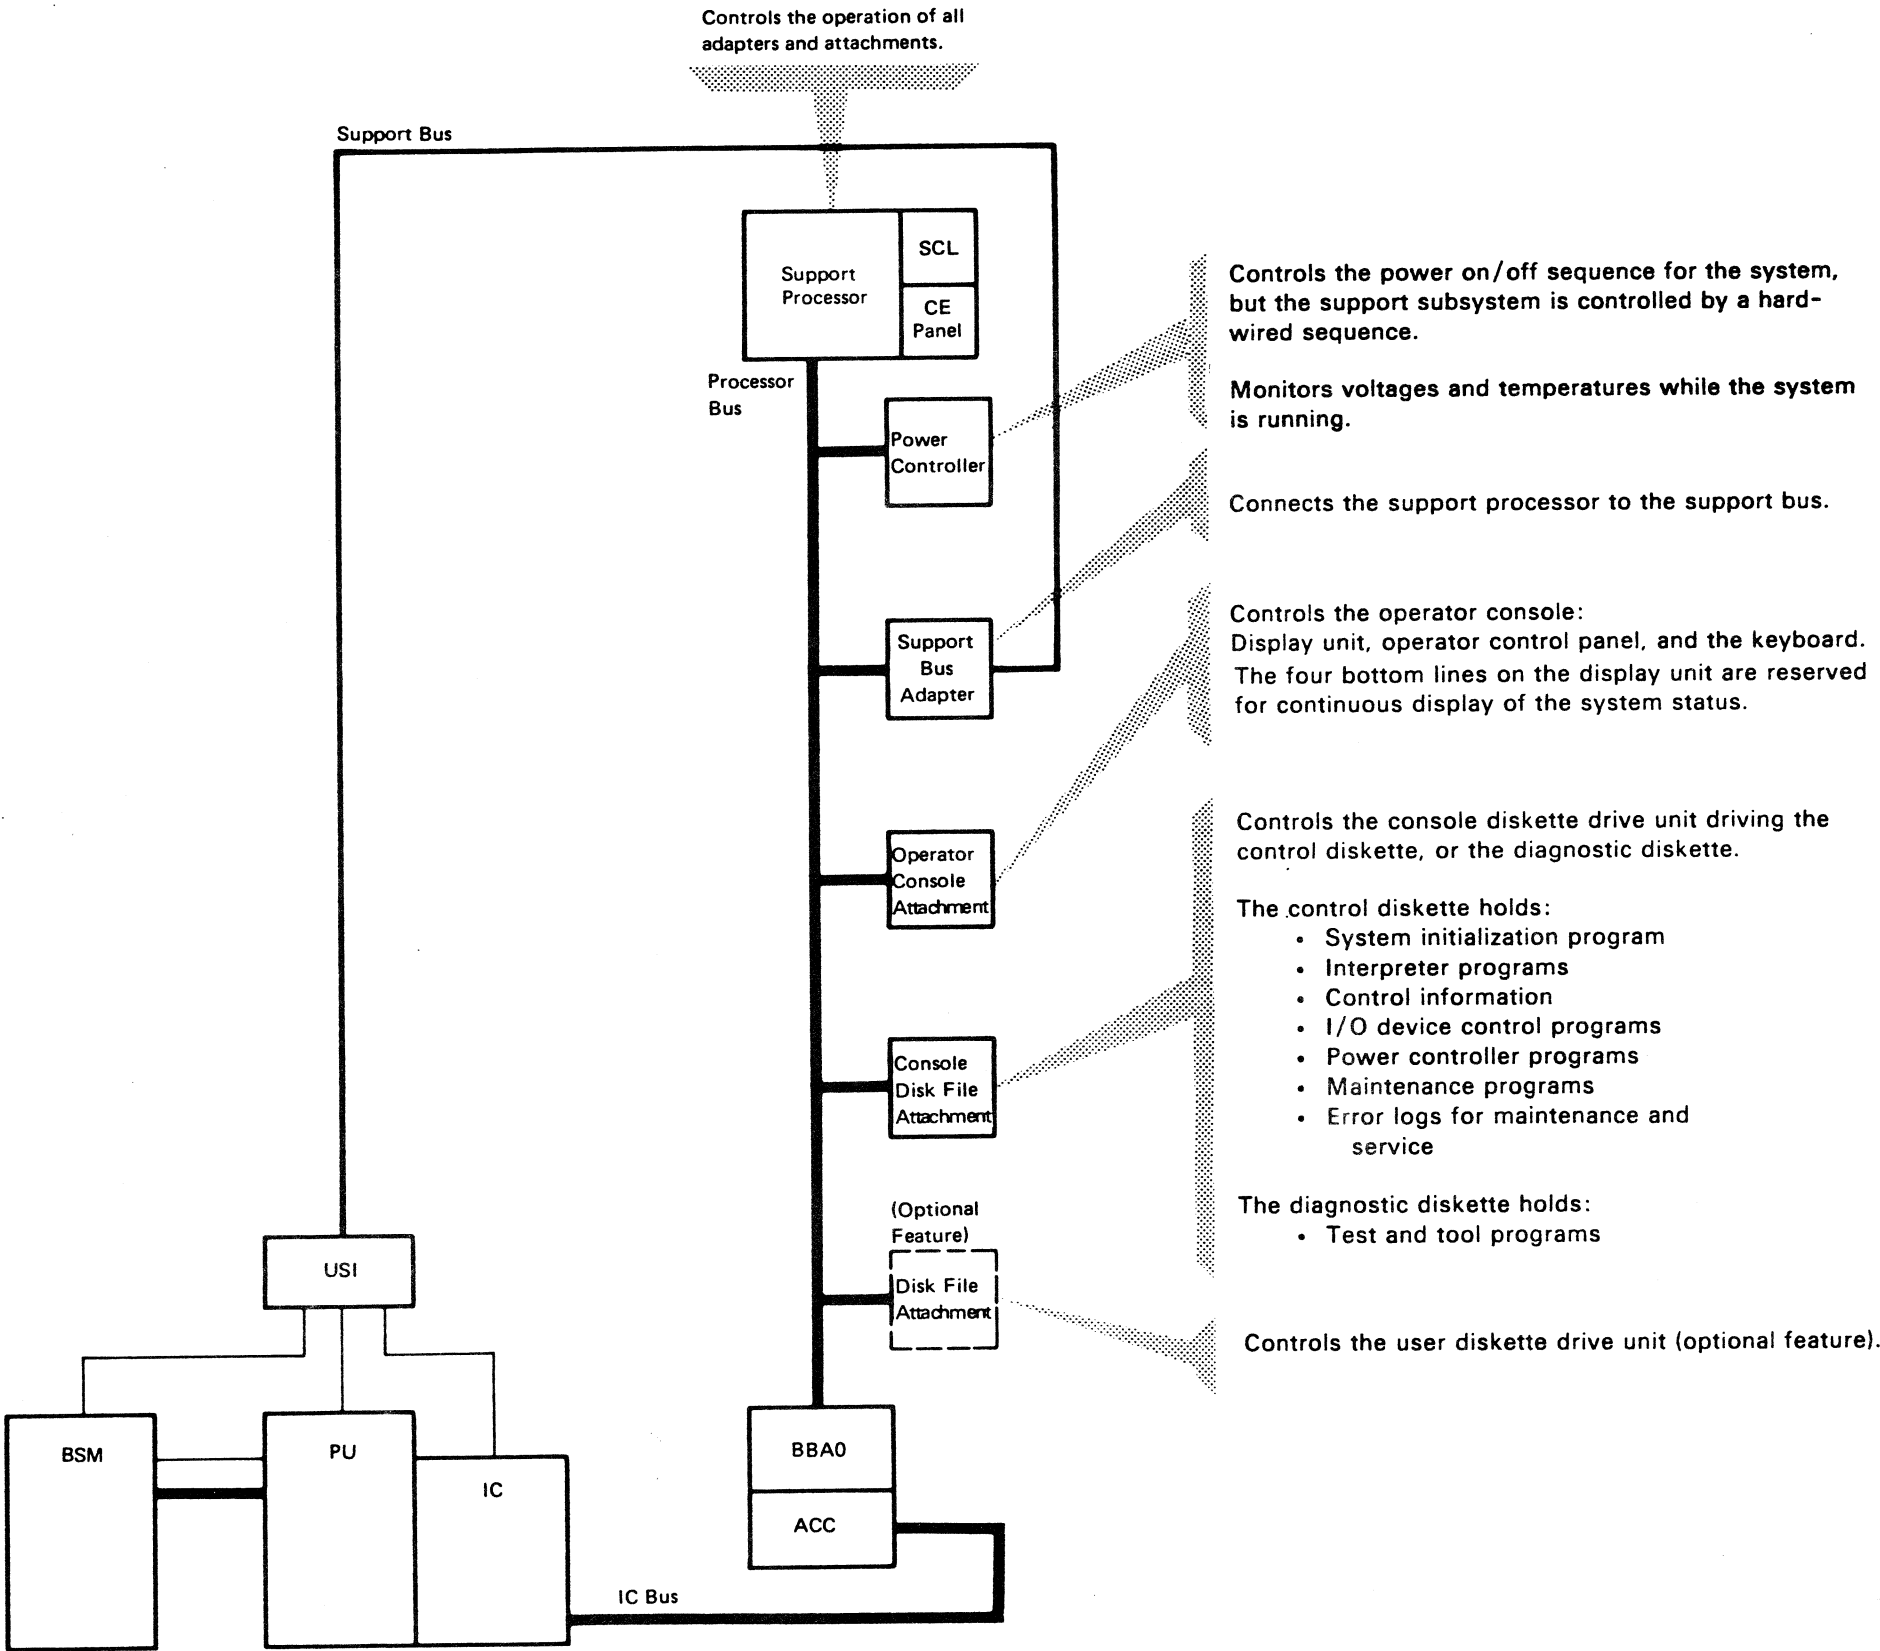 Controls the operation of all
adapters and attachments.
Support Bus
Support
Processor
SCL
CE
Panel
Processor
Bus
Power
Controller
Controls the power on/off sequence for the system,
but the support subsystem is controlled by a hard-
wired sequence.
Monitors voltages and temperatures while the system
is running.
Connects the support processor to the support bus.
Support
Bus
Adapter
Controls the operator console:
Display unit, operator control panel, and the keyboard.
The four bottom lines on the display unit are reserved
for continuous display of the system status.
Operator
Console
Attachment
Controls the console diskette drive unit driving the
control diskette, or the diagnostic diskette.
The control diskette holds:
• System initialization program
• Interpreter programs
• Control information
• I/O device control programs
• Power controller programs
• Maintenance programs
• Error logs for maintenance and
service
Console
Disk File
Attachment
The diagnostic diskette holds:
• Test and tool programs
(Optional
Feature)
Disk File
Attachment
Controls the user diskette drive unit (optional feature).
USI
BSM
PU
IC
BBA0
ACC
IC Bus